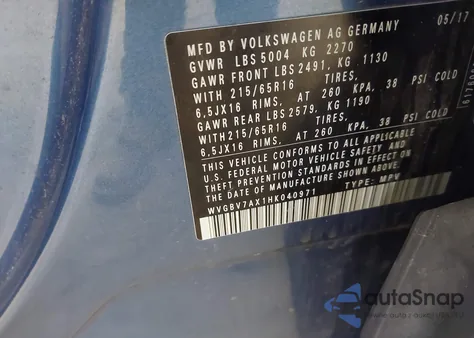 MFD BY VOLKSWAGEN AG GERMANY 05/17
GVWR LBS 5004 KG 2270
GAWR FRONT LBS 2491, KG 1130
WITH 215/65R16 TIRES,
6,5JX16 RIMS, AT 260 KPA, 38 PSI COLD
GAWR REAR LBS 2579, KG 1190
WITH 215/65R16 TIRES,
6,5JX16 RIMS, AT 260 KPA, 38 PSI COLD
THIS VEHICLE CONFORMS TO ALL APPLICABLE
U.S. FEDERAL MOTOR VEHICLE SAFETY AND
THEFT PREVENTION STANDARDS IN EFFECT ON
THE DATE OF MANUFACTURE SHOWN ABOVE
WVGBV7AX1HK040971 TYPE: MPV
autoSnap